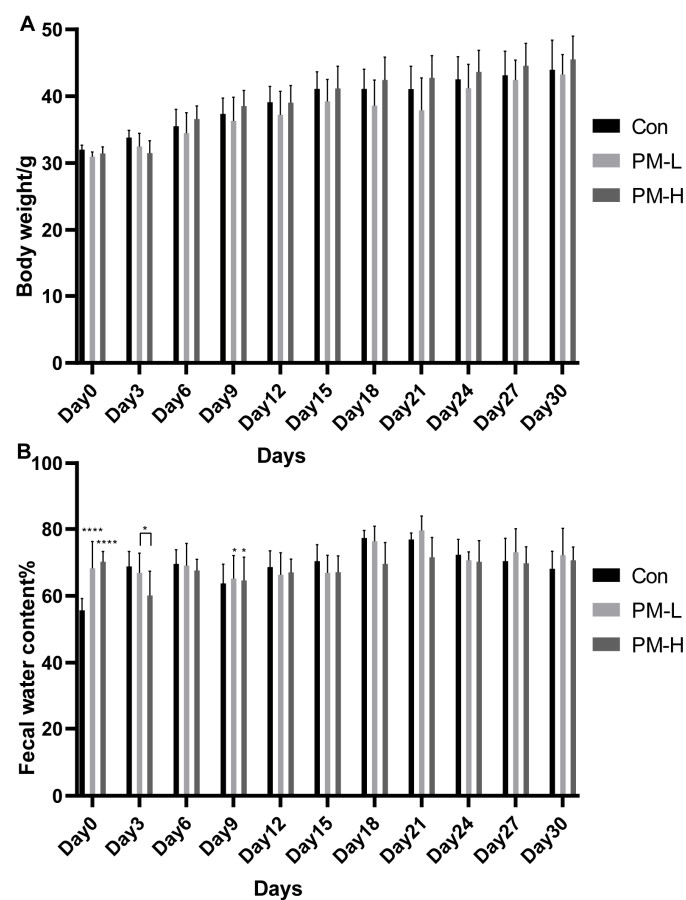 A
50
40
30
20
10
0
Body weight/g
Day0 Day3 Day6 Day9 Day12 Day15 Day18 Day21 Day24 Day27 Day30
Days
Con
PM-L
PM-H
B
100
80
60
40
20
0
Fecal water content%
**** **** * * *
Day0 Day3 Day6 Day9 Day12 Day15 Day18 Day21 Day24 Day27 Day30
Days
Con
PM-L
PM-H